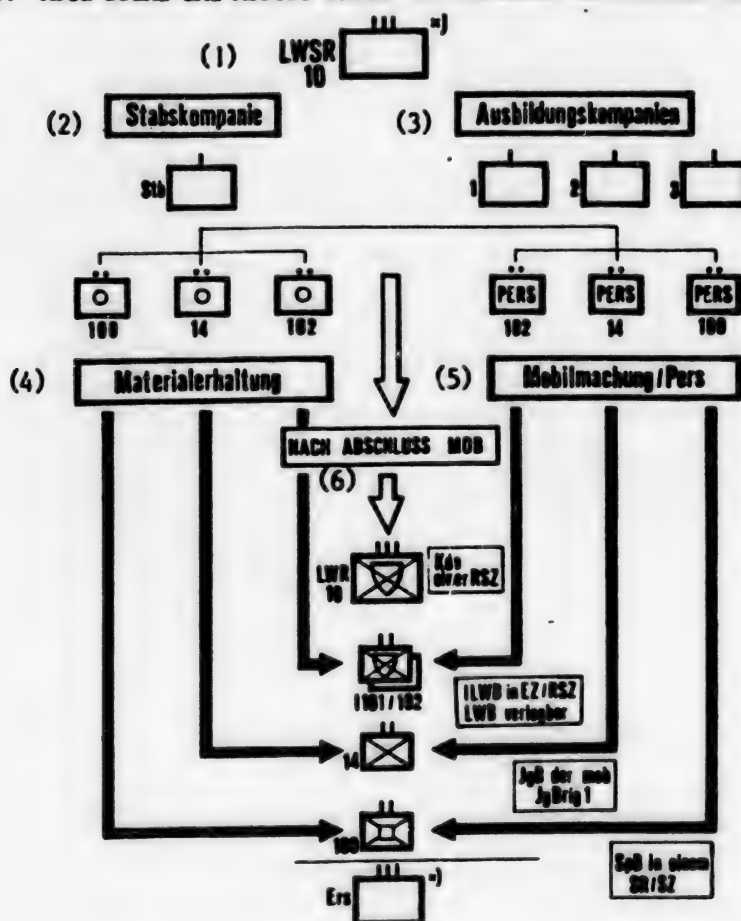 (1) LWSR
10
*)
(2) Stabskompanie
(3) Ausbildungskompanien
Stb
1 2 3
PERS PERS PERS
100 14 102
102 14 100
(4) Materialerhaltung
(5) Mobilmachung/Pers
NACH ABSCHLUSS MOB
(6)
LWR
10
Kdo
einer RSZ
1101/102
ILWB in EZ/RSZ
LWB verlegbar
14
JgB der mob
JgBrig 1
100
SpB in einem
SR/SZ
Ers
*)